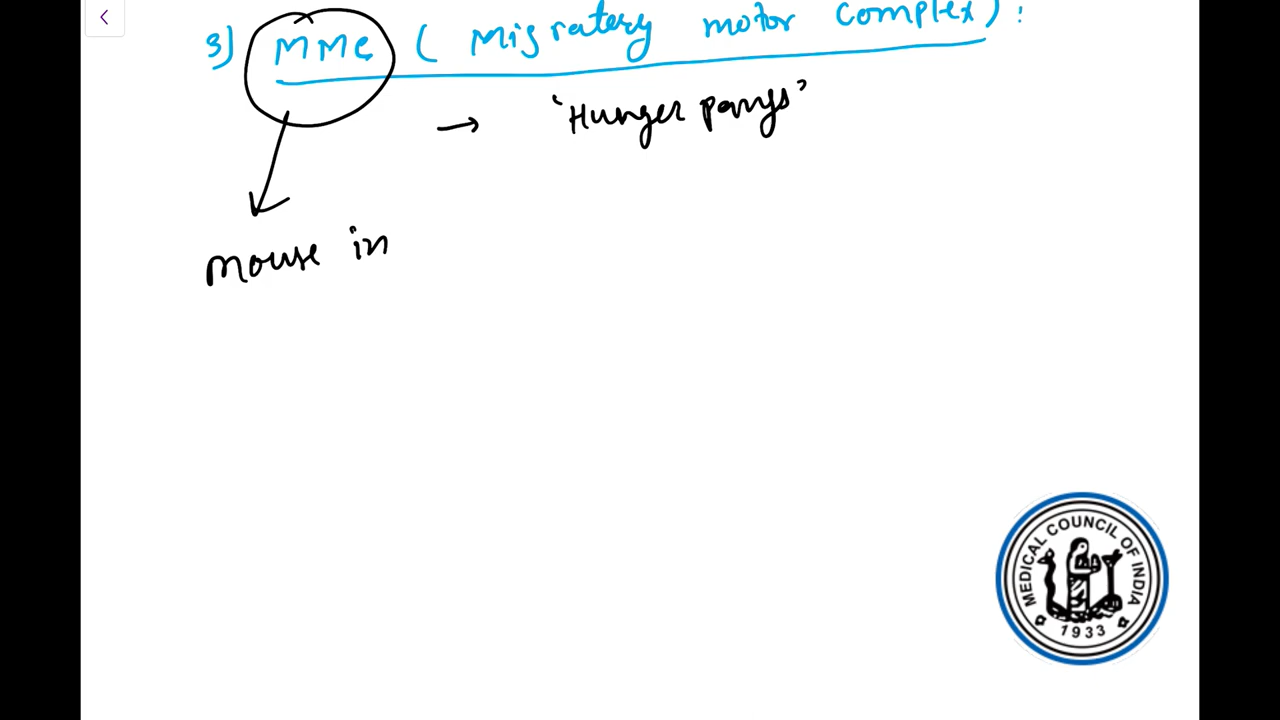 3) MMC ( Migratory motor complex) :
→ 'Hunger pangs'
mouse in
MEDICAL COUNCIL OF INDIA
1933